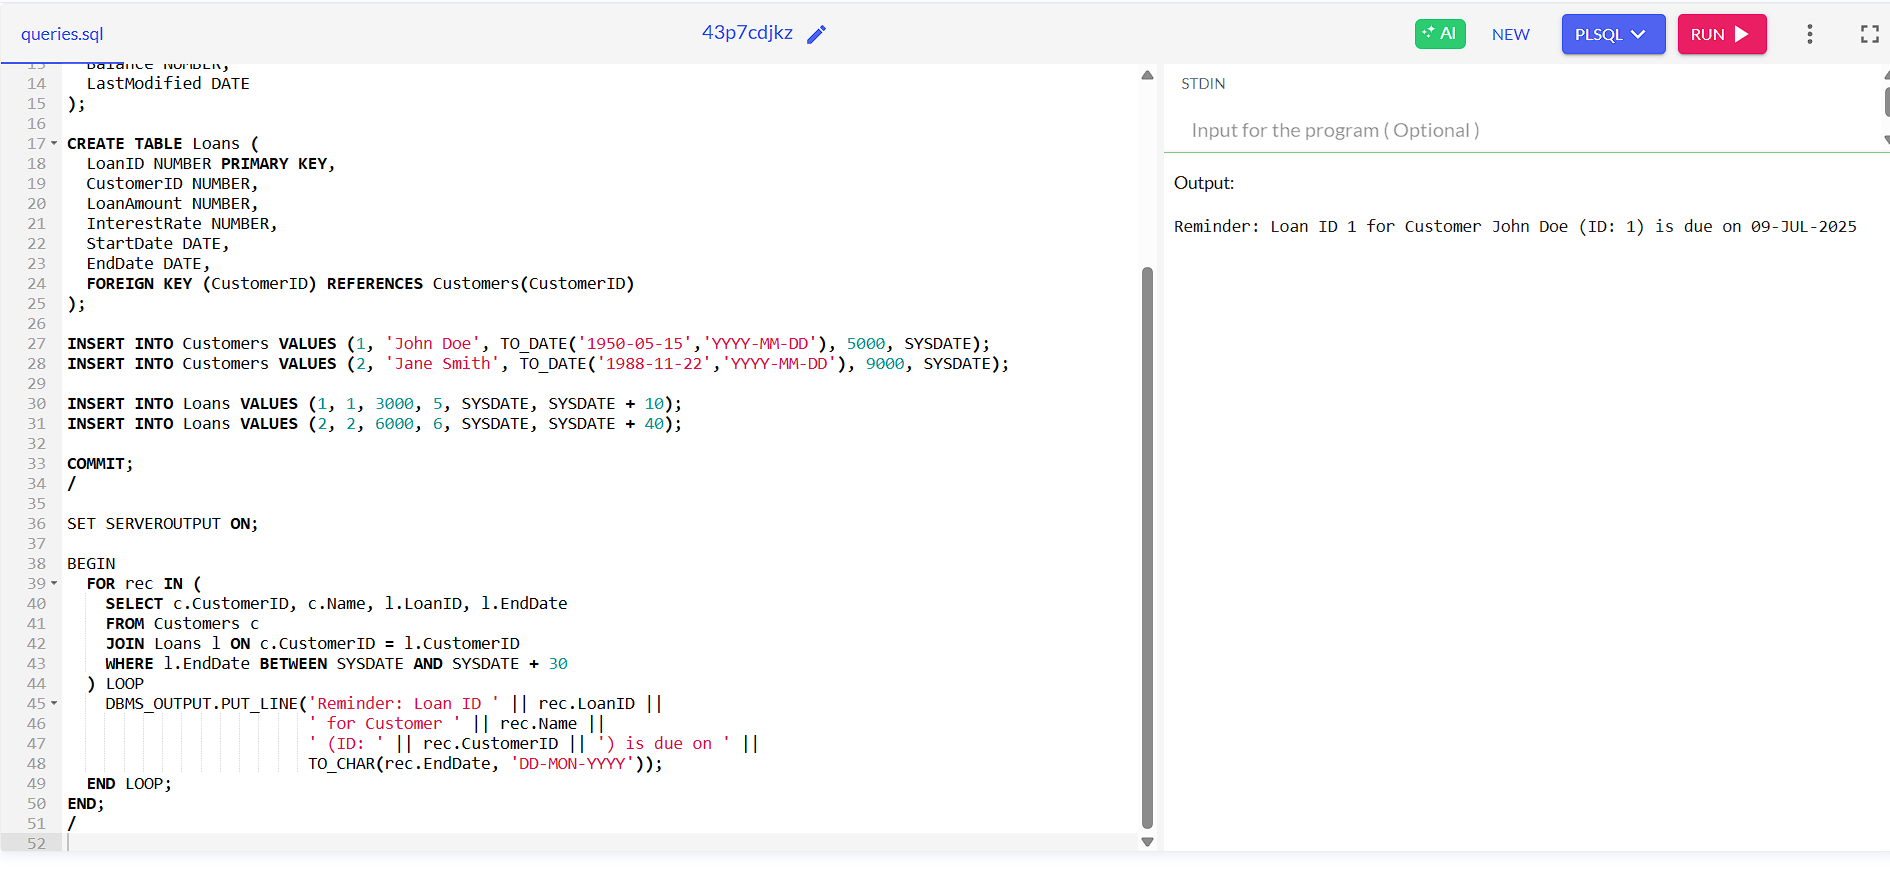 queries.sql
43p7cdjkz
AI
NEW
PLSQL
RUN
13   Balance NUMBER,
14   LastModified DATE
15 );
16
17 CREATE TABLE Loans (
18   LoanID NUMBER PRIMARY KEY,
19   CustomerID NUMBER,
20   LoanAmount NUMBER,
21   InterestRate NUMBER,
22   StartDate DATE,
23   EndDate DATE,
24   FOREIGN KEY (CustomerID) REFERENCES Customers(CustomerID)
25 );
26
27 INSERT INTO Customers VALUES (1, 'John Doe', TO_DATE('1950-05-15','YYYY-MM-DD'), 5000, SYSDATE);
28 INSERT INTO Customers VALUES (2, 'Jane Smith', TO_DATE('1988-11-22','YYYY-MM-DD'), 9000, SYSDATE);
29
30 INSERT INTO Loans VALUES (1, 1, 3000, 5, SYSDATE, SYSDATE + 10);
31 INSERT INTO Loans VALUES (2, 2, 6000, 6, SYSDATE, SYSDATE + 40);
32
33 COMMIT;
34 /
35
36 SET SERVEROUTPUT ON;
37
38 BEGIN
39   FOR rec IN (
40     SELECT c.CustomerID, c.Name, l.LoanID, l.EndDate
41     FROM Customers c
42     JOIN Loans l ON c.CustomerID = l.CustomerID
43     WHERE l.EndDate BETWEEN SYSDATE AND SYSDATE + 30
44   ) LOOP
45     DBMS_OUTPUT.PUT_LINE('Reminder: Loan ID ' || rec.LoanID ||
46                          ' for Customer ' || rec.Name ||
47                          ' (ID: ' || rec.CustomerID || ') is due on ' ||
48                          TO_CHAR(rec.EndDate, 'DD-MON-YYYY'));
49   END LOOP;
50 END;
51 /
52
STDIN
Input for the program ( Optional )
Output:
Reminder: Loan ID 1 for Customer John Doe (ID: 1) is due on 09-JUL-2025